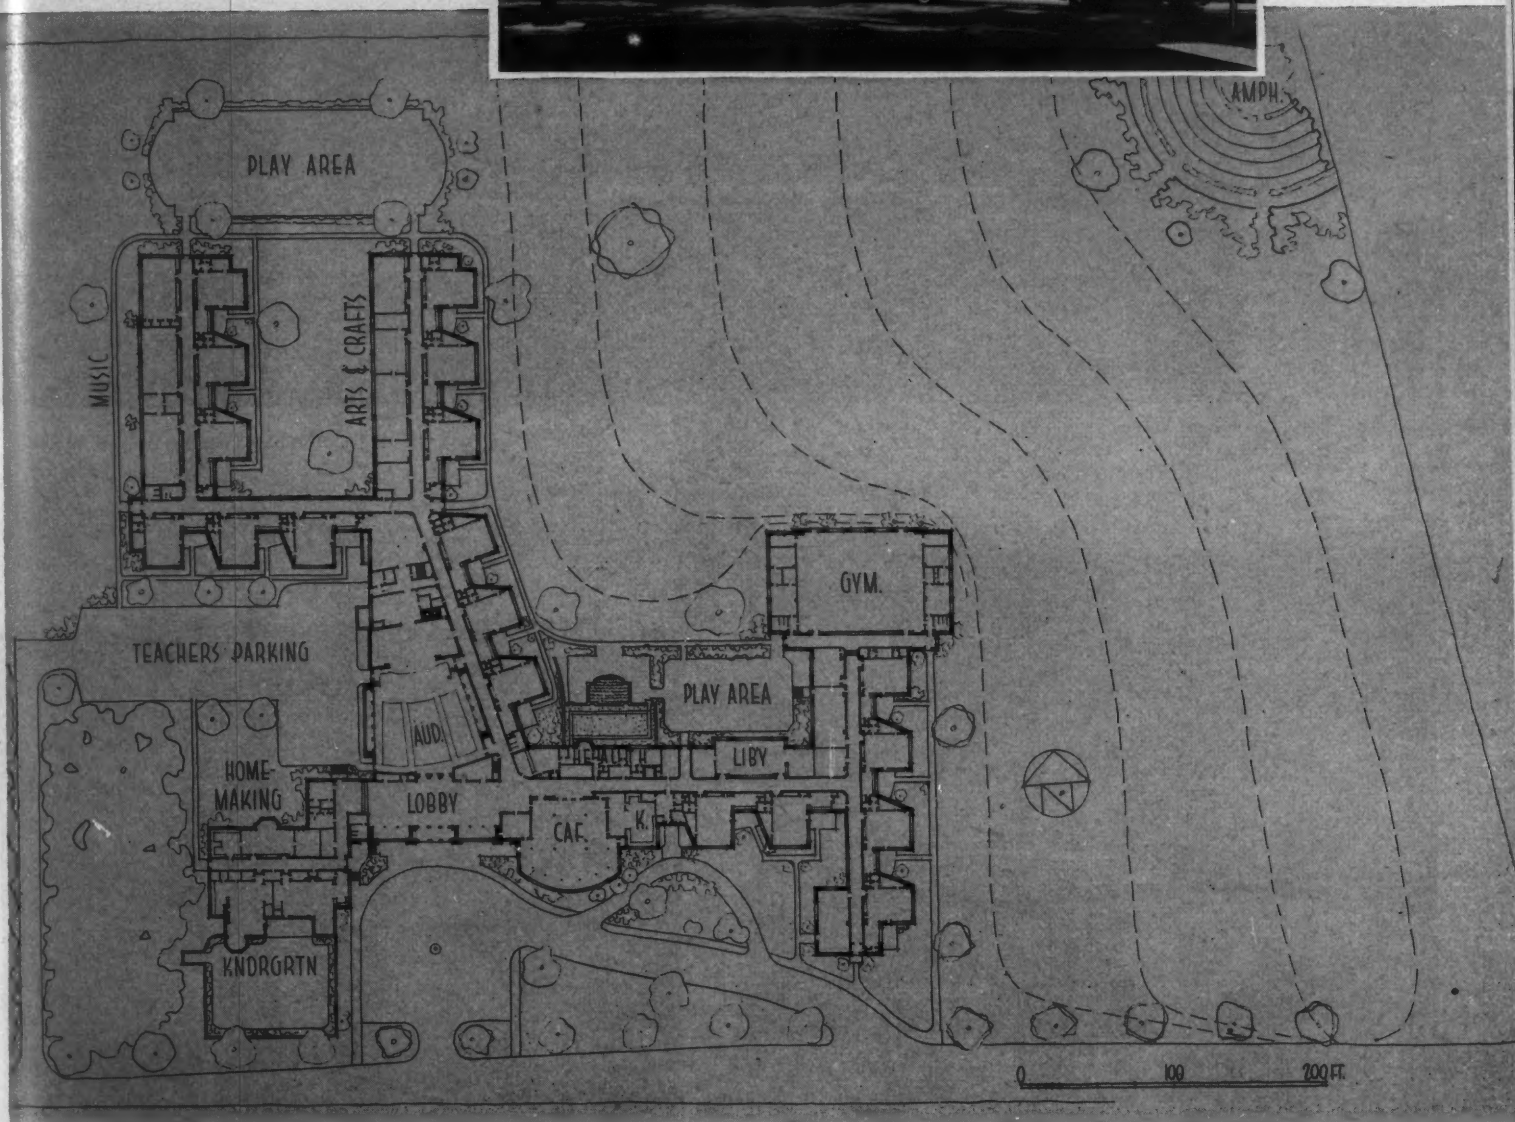 AMPH.
PLAY AREA
MUSIC
ARTS & CRAFTS
GYM.
TEACHERS PARKING
PLAY AREA
AUD.
LIBY
HOME-
MAKING
LOBBY
CAF.
K.
KNDRGRTN
0 100 200 FT.